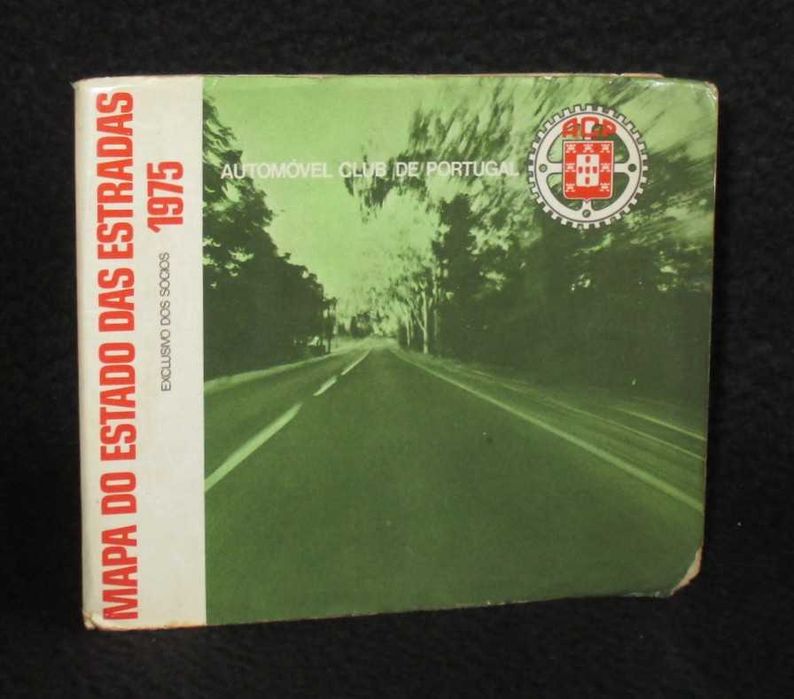 MAPA DO ESTADO DAS ESTRADAS
1975
EXCLUSIVO DOS SÓCIOS
AUTOMÓVEL CLUB DE PORTUGAL
ACP